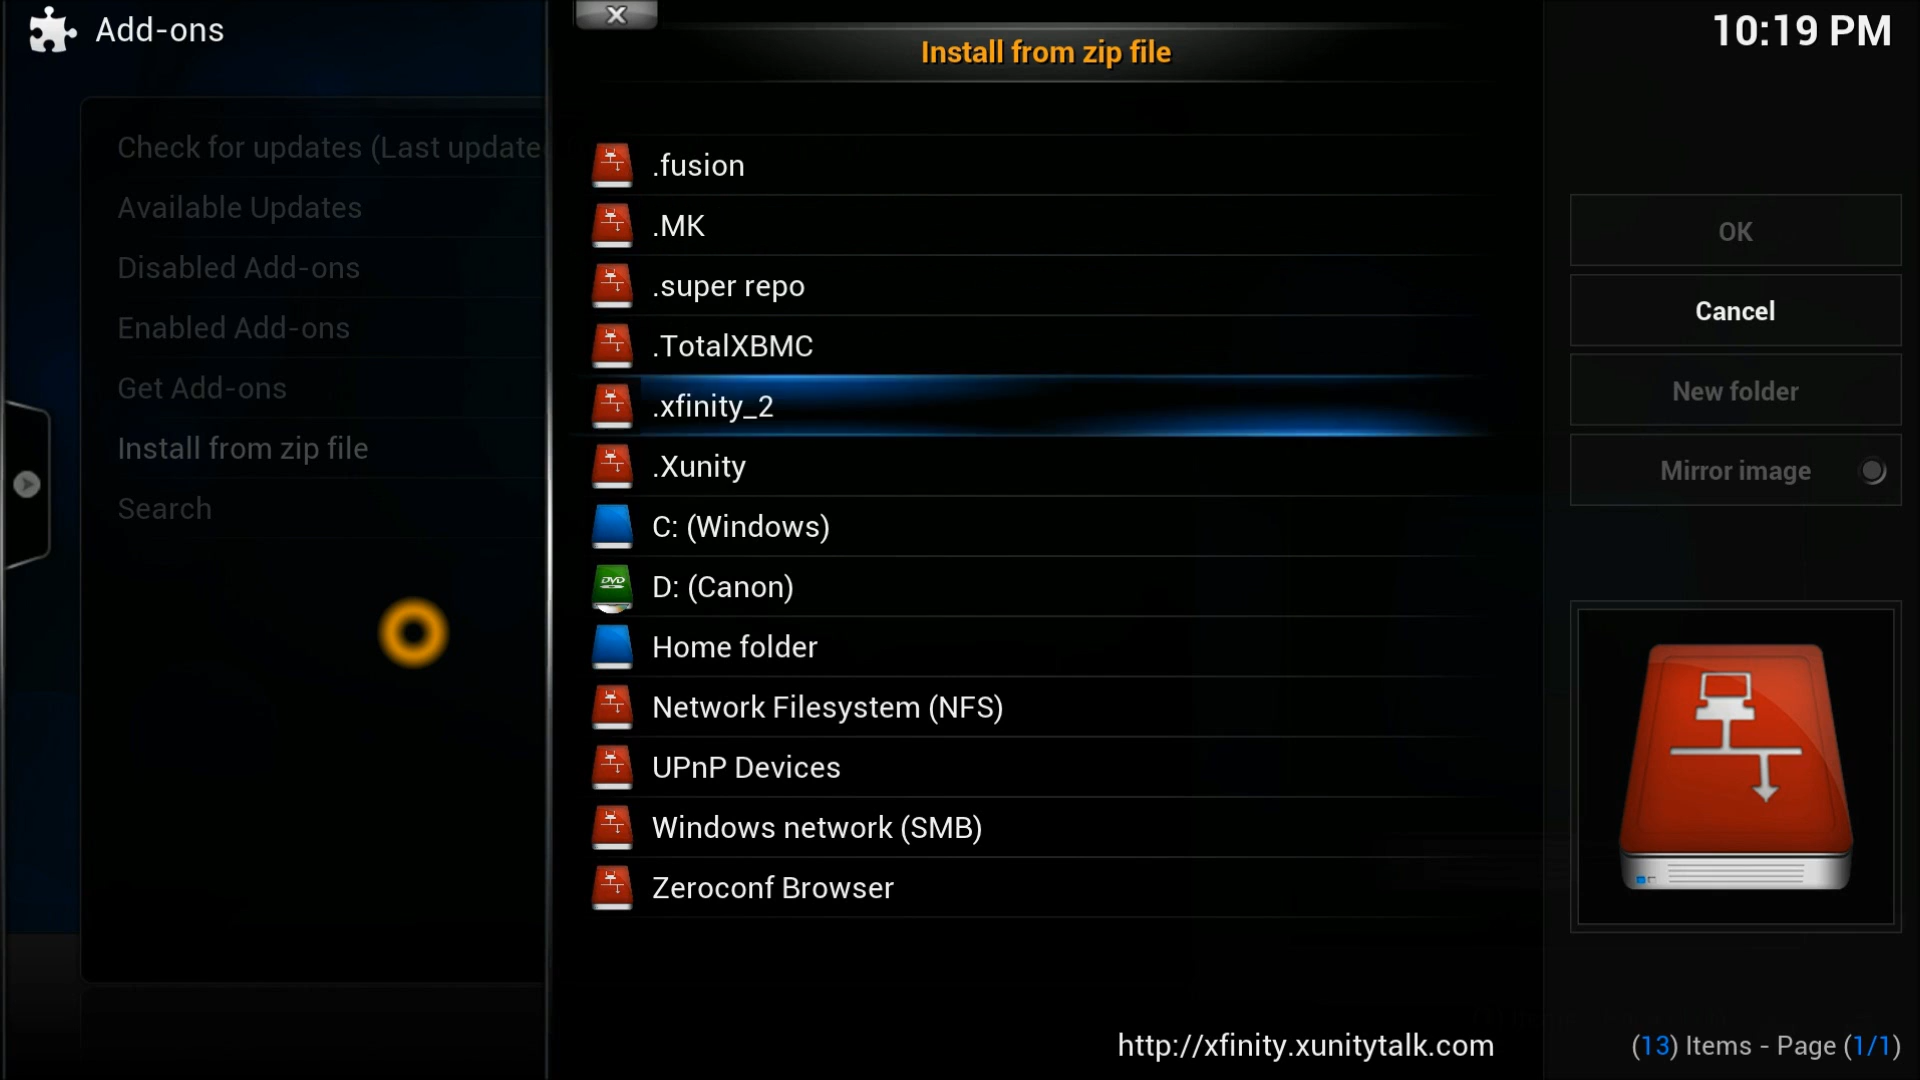 Add-ons
X
Install from zip file
10:19 PM
Check for updates (Last update
Available Updates
Disabled Add-ons
Enabled Add-ons
Get Add-ons
Install from zip file
Search
.fusion
.MK
.super repo
.TotalXBMC
.xfinity_2
.Xunity
C: (Windows)
DVD
D: (Canon)
Home folder
Network Filesystem (NFS)
UPnP Devices
Windows network (SMB)
Zeroconf Browser
OK
Cancel
New folder
Mirror image
http://xfinity.xunitytalk.com
(13) Items - Page (1/1)